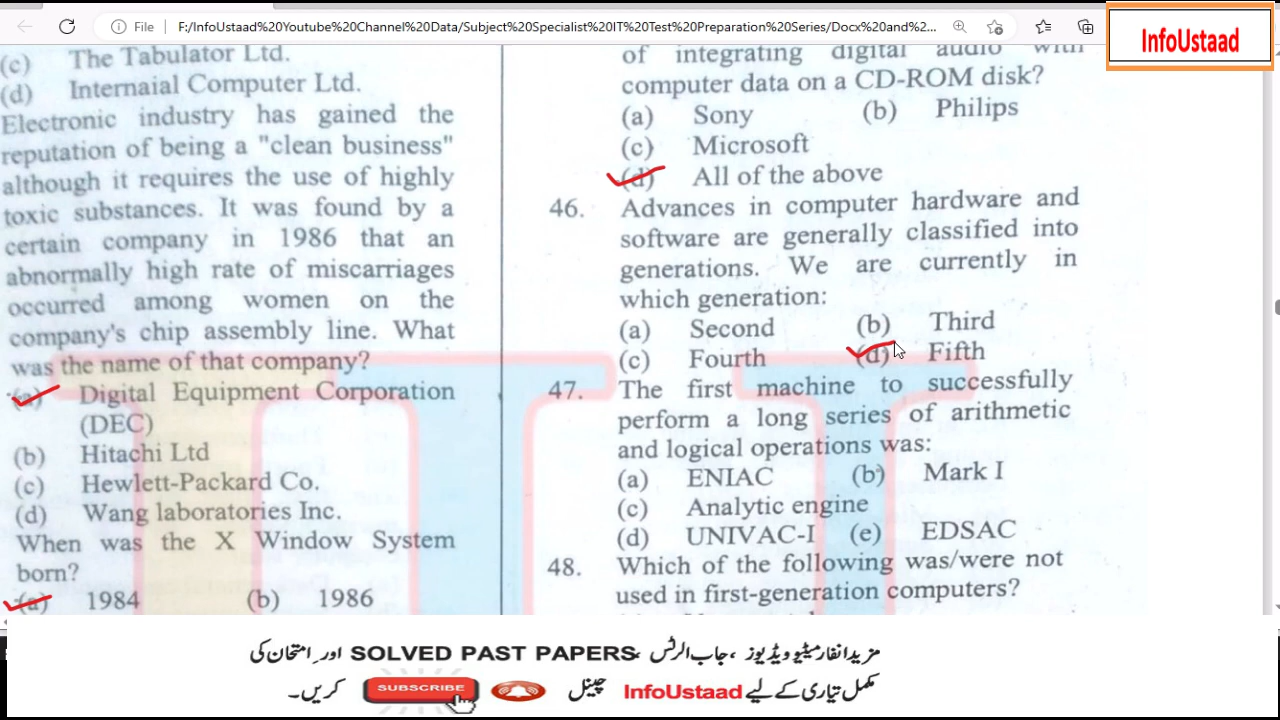 File
F:/InfoUstaad%20Youtube%20Channel%20Data/Subject%20Specialist%20IT%20Test%20Preparation%20Series/Docx%20and%2...
InfoUstaad
(c) The Tabulator Ltd.
(d) Internaial Computer Ltd.
Electronic industry has gained the
reputation of being a "clean business"
although it requires the use of highly
toxic substances. It was found by a
certain company in 1986 that an
abnormally high rate of miscarriages
occurred among women on the
company's chip assembly line. What
was the name of that company?
(a) Digital Equipment Corporation
(DEC)
(b) Hitachi Ltd
(c) Hewlett-Packard Co.
(d) Wang laboratories Inc.
When was the X Window System
born?
(a) 1984 (b) 1986
of integrating digital audio with
computer data on a CD-ROM disk?
(a) Sony (b) Philips
(c) Microsoft
(d) All of the above
46. Advances in computer hardware and
software are generally classified into
generations. We are currently in
which generation:
(a) Second (b) Third
(c) Fourth (d) Fifth
47. The first machine to successfully
perform a long series of arithmetic
and logical operations was:
(a) ENIAC (b) Mark I
(c) Analytic engine
(d) UNIVAC-I (e) EDSAC
48. Which of the following was/were not
used in first-generation computers?
مزید انفارمیٹیو ویڈیوز ،جاب الرٹس ،SOLVED PAST PAPERS اور امتحان کی
مکمل تیاری کے لیے InfoUstaad چینل SUBSCRIBE کریں۔